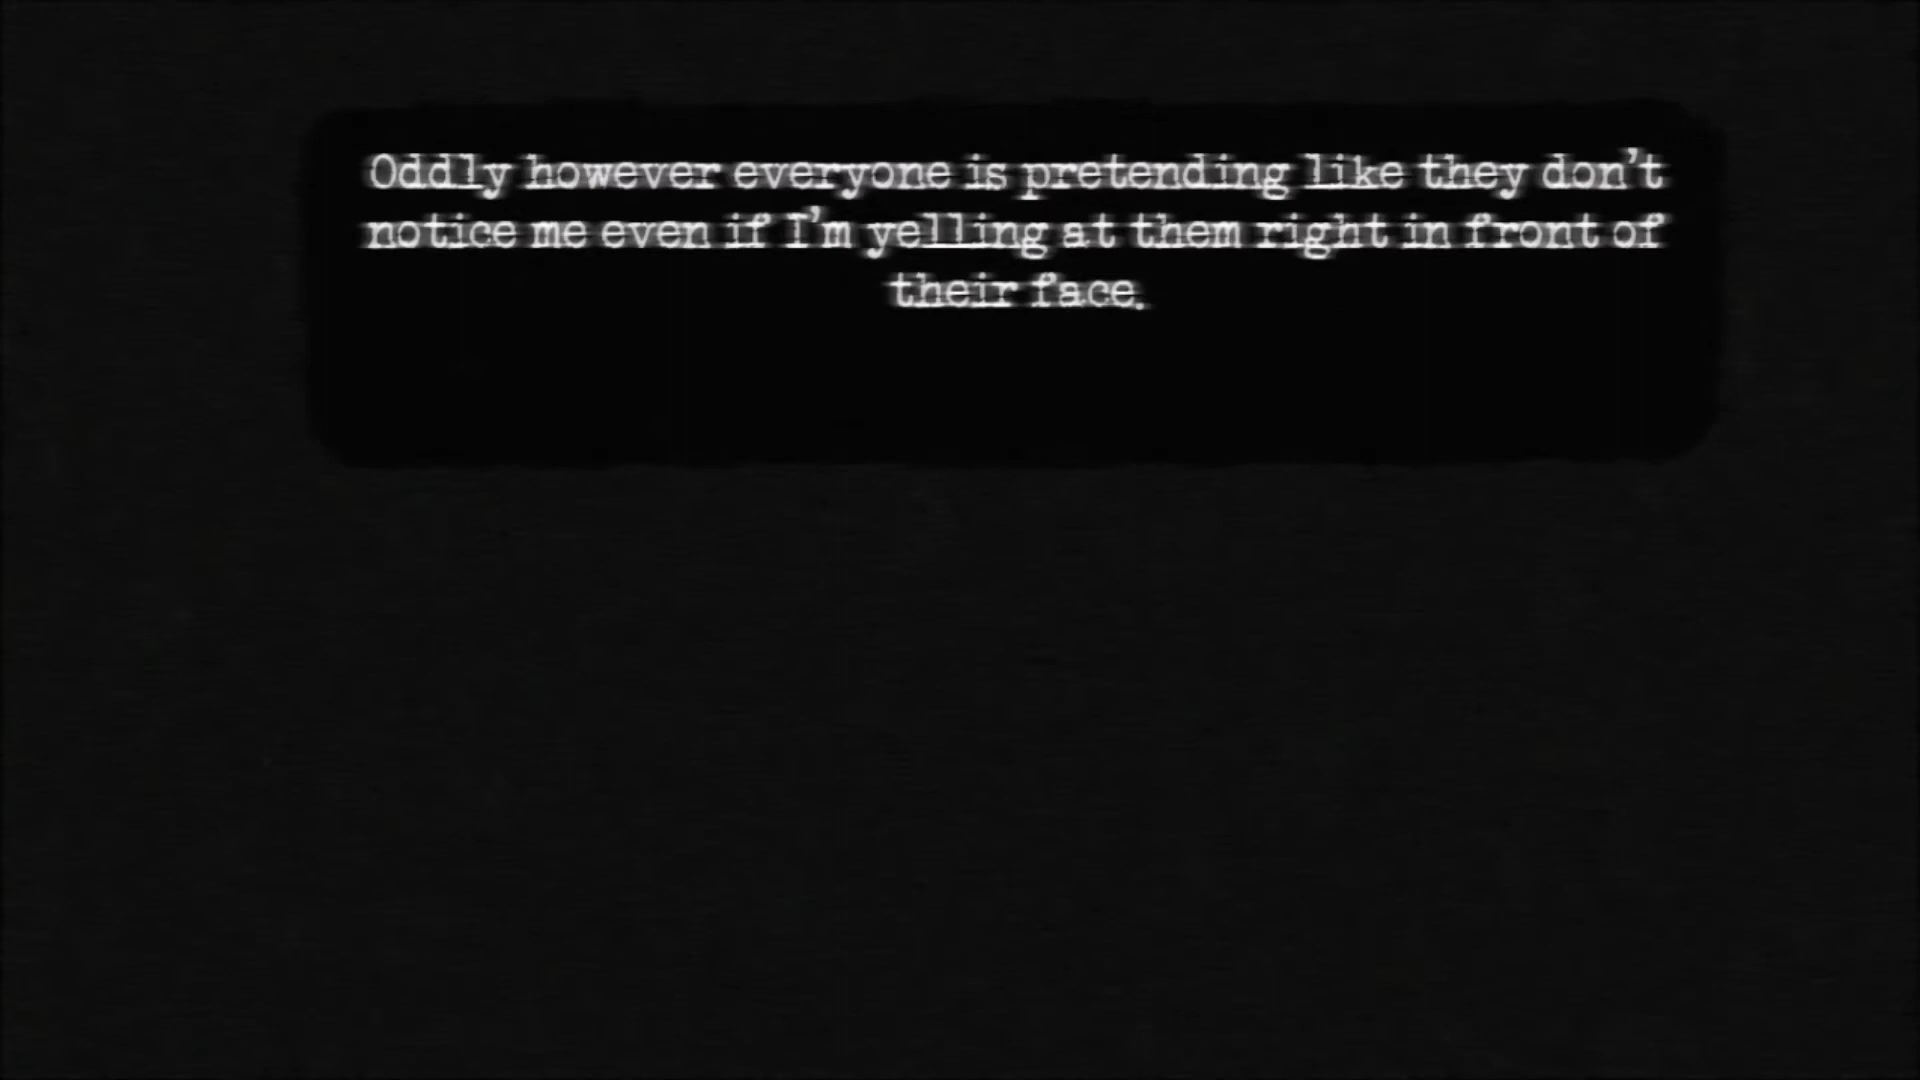 Oddly however everyone is pretending like they don't
notice me even if I'm yelling at them right in front of
their face.